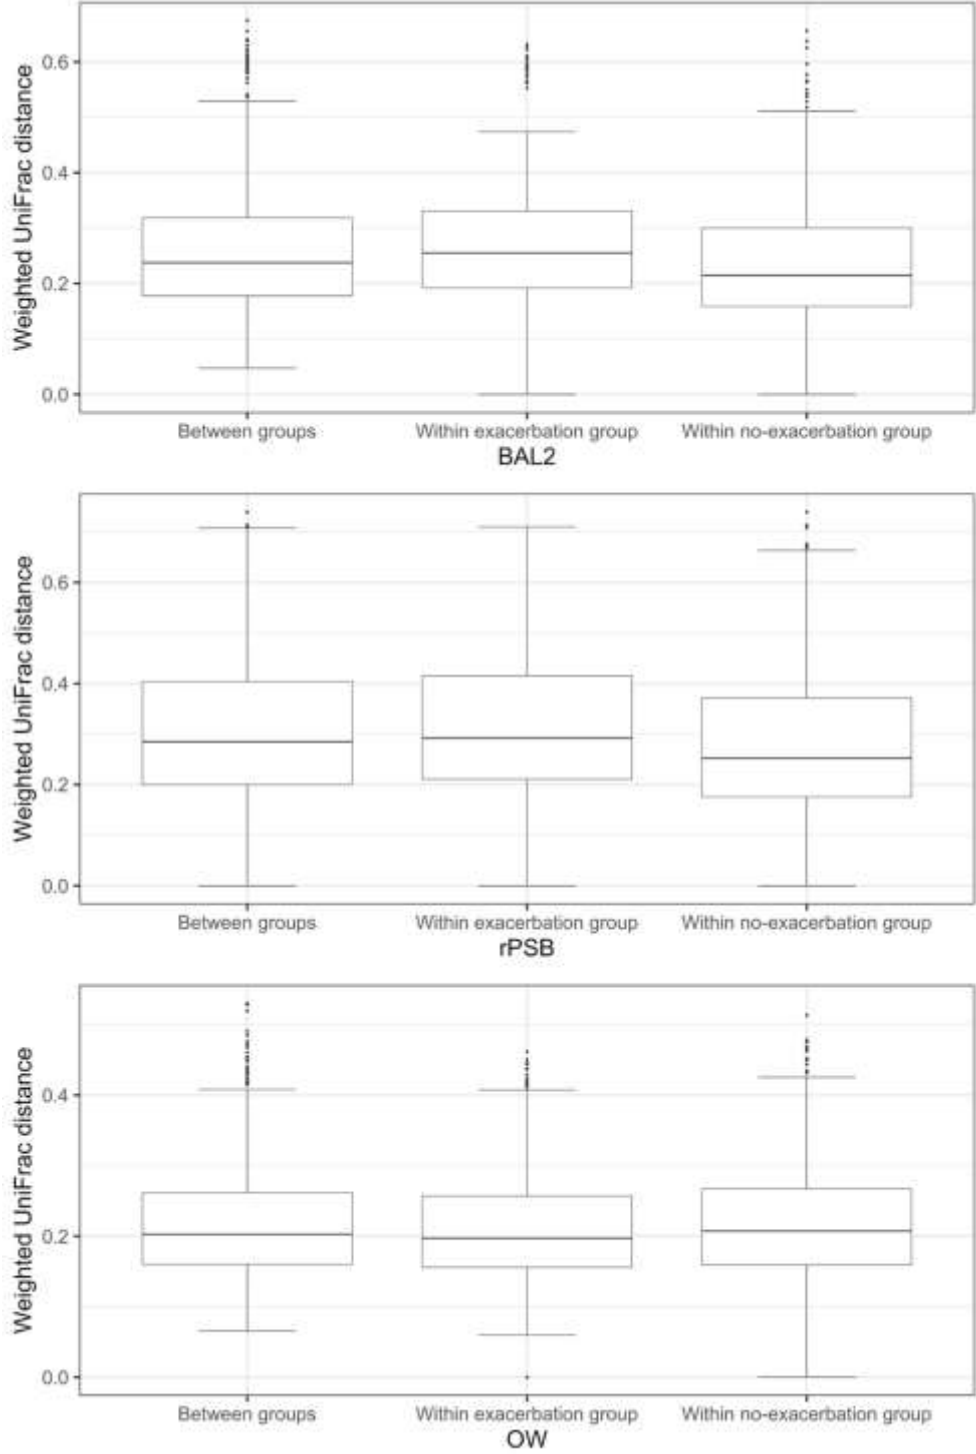 Weighted UniFrac distance
0.6
0.4
0.2
0.0
Between groups Within exacerbation group Within no-exacerbation group
BAL2
Weighted UniFrac distance
0.6
0.4
0.2
0.0
Between groups Within exacerbation group Within no-exacerbation group
rPSB
Weighted UniFrac distance
0.4
0.2
0.0
Between groups Within exacerbation group Within no-exacerbation group
OW